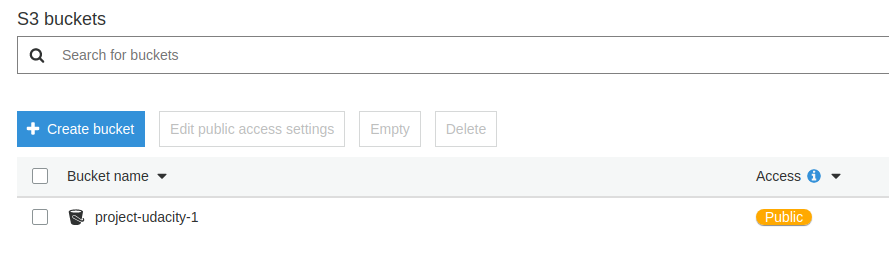 S3 buckets
Search for buckets
Create bucket Edit public access settings Empty Delete
Bucket name Access
project-udacity-1 Public